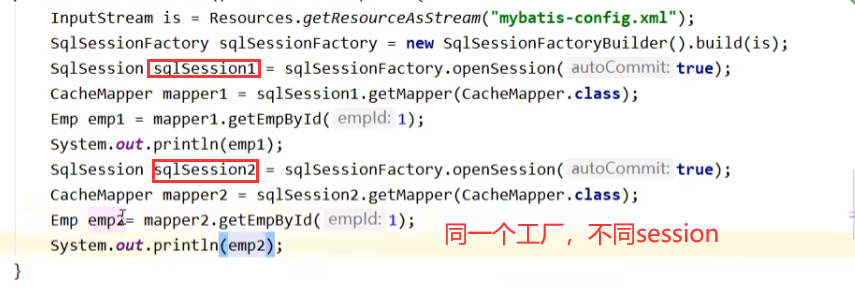 InputStream is = Resources.getResourceAsStream("mybatis-config.xml");
SqlSessionFactory sqlSessionFactory = new SqlSessionFactoryBuilder().build(is);
SqlSession sqlSession1 = sqlSessionFactory.openSession( autoCommit: true);
CacheMapper mapper1 = sqlSession1.getMapper(CacheMapper.class);
Emp emp1 = mapper1.getEmpById( empId: 1);
System.out.println(emp1);
SqlSession sqlSession2 = sqlSessionFactory.openSession( autoCommit: true);
CacheMapper mapper2 = sqlSession2.getMapper(CacheMapper.class);
Emp emp2= mapper2.getEmpById( empId: 1);
System.out.println(emp2);
同一个工厂，不同session
}